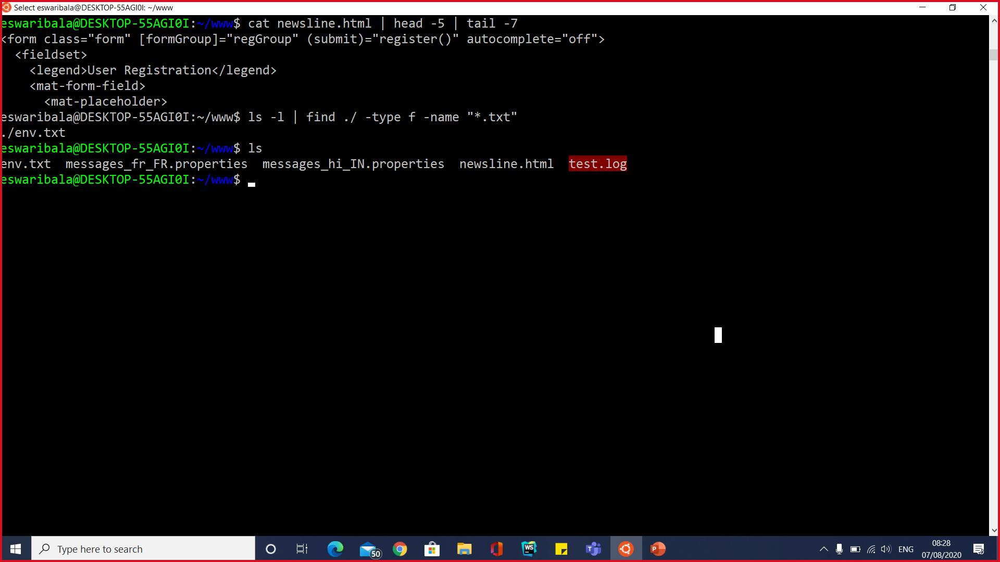 Select eswaribala@DESKTOP-55AGI0I: ~/www
eswaribala@DESKTOP-55AGI0I:~/www$ cat newsline.html | head -5 | tail -7
<form class="form" [formGroup]="regGroup" (submit)="register()" autocomplete="off">
  <fieldset>
    <legend>User Registration</legend>
    <mat-form-field>
      <mat-placeholder>
eswaribala@DESKTOP-55AGI0I:~/www$ ls -l | find ./ -type f -name "*.txt"
./env.txt
eswaribala@DESKTOP-55AGI0I:~/www$ ls
env.txt  messages_fr_FR.properties  messages_hi_IN.properties  newsline.html  test.log
eswaribala@DESKTOP-55AGI0I:~/www$
Type here to search
50
WS
T
P
ENG
08:28
07/08/2020